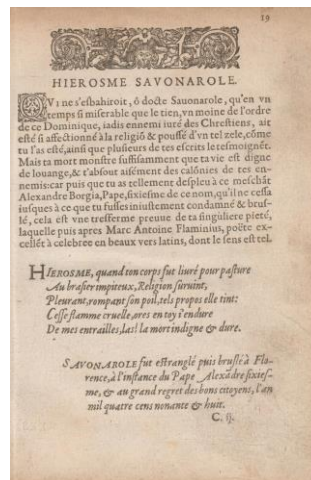 19
HIEROSME SAVONAROLE.
QVI ne s'esbahiroit, ô docte Sauonarole, qu'en vn
temps si miserable que le tien, vn moine de l'ordre
de ce Dominique, iadis ennemi iuré des Chrestiens, ait
esté si affectionné à la religiõ & poussé d'vn tel zele, cõme
tu l'as esté, ainsi que plusieurs de tes escrits le tesmoignẽt.
Mais ta mort monstre suffisamment que ta vie est digne
de louange, & t'absout aisément des calõnies de tes en-
nemis: car puis que tu as tellement despleu à ce meschãt
Alexandre Borgia, Pape, sixiesme de ce nom, qu'il ne cessa
iusques à ce que tu fusses iniustement condamné & brus-
lé, cela est vne tresferme preuue de ta singuliere pieté,
laquelle puis apres Marc Antoine Flaminius, poëte ex-
cellẽt a celebree en beaux vers latins, dont le sens est tel.
HIEROSME, quand ton corps fut liuré pour pasture
Au brasier impiteux, Religion suruint,
Pleurant, rompant son poil, tels propos elle tint:
Cesse flamme cruelle, ores en toy i'endure
De mes entrailles, las! la mort indigne & dure.
SAVONAROLE fut estranglé puis bruslé à Flo-
rence, à l'instance du Pape Alexãdre sixies-
me, & au grand regret des bons citoyens, l'an
mil quatre cens nonante & huit.
C. ij.